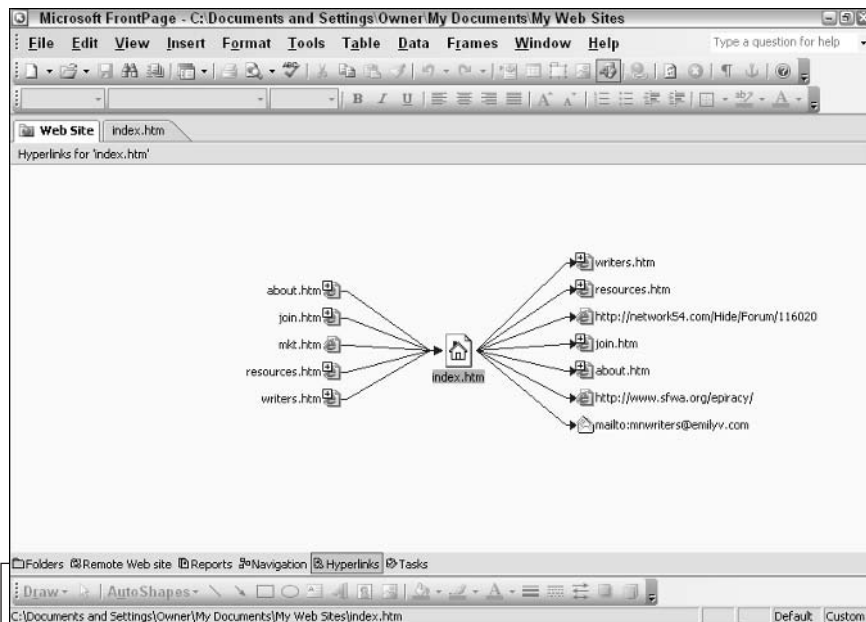 Microsoft FrontPage - C:\Documents and Settings\Owner\My Documents\My Web Sites
File Edit View Insert Format Tools Table Data Frames Window Help
Type a question for help
B I U
Web Site index.htm
Hyperlinks for 'index.htm'
about.htm
join.htm
mkt.htm
resources.htm
writers.htm
index.htm
writers.htm
resources.htm
http://network54.com/Hide/Forum/116020
join.htm
about.htm
http://www.sfwa.org/epiracy/
mailto:mnwriters@emilyv.com
Folders Remote Web site Reports Navigation Hyperlinks Tasks
Draw AutoShapes
C:\Documents and Settings\Owner\My Documents\My Web Sites\index.htm
Default Custom